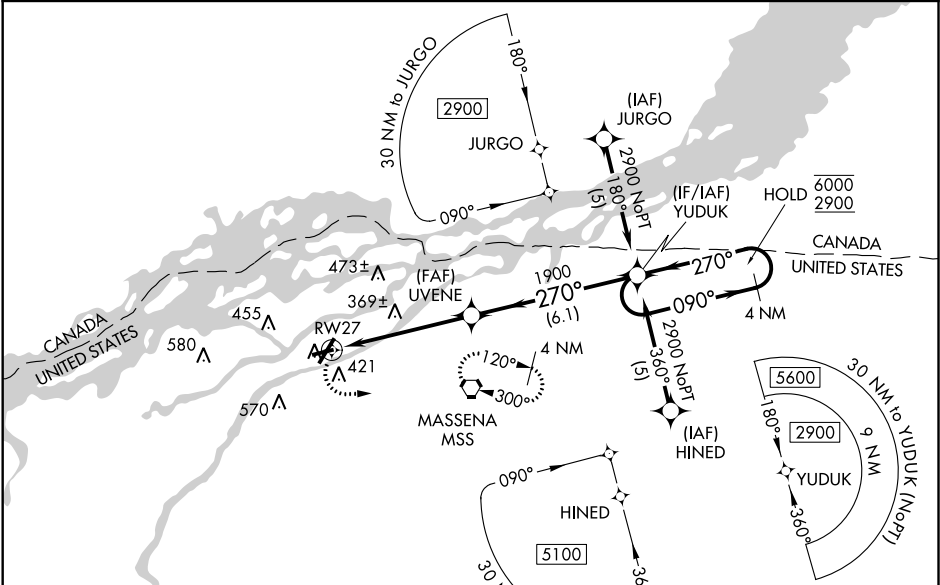 30 NM to JURGO
180°
2900
JURGO
090°
(IAF)
JURGO
2900 NoPT
180°
(5)
(IF/IAF)
YUDUK
HOLD
6000
2900
CANADA
UNITED STATES
270°
090°
4 NM
473±
(FAF)
UVENE
1900
270°
(6.1)
369±
455
RW27
580
421
570
CANADA
UNITED STATES
4 NM
120°
300°
MASSENA
MSS
2900 NoPT
360°
(5)
(IAF)
HINED
5600
30 NM to YUDUK (NoPT)
180°
2900
9 NM
YUDUK
360°
090°
HINED
5100
30
36